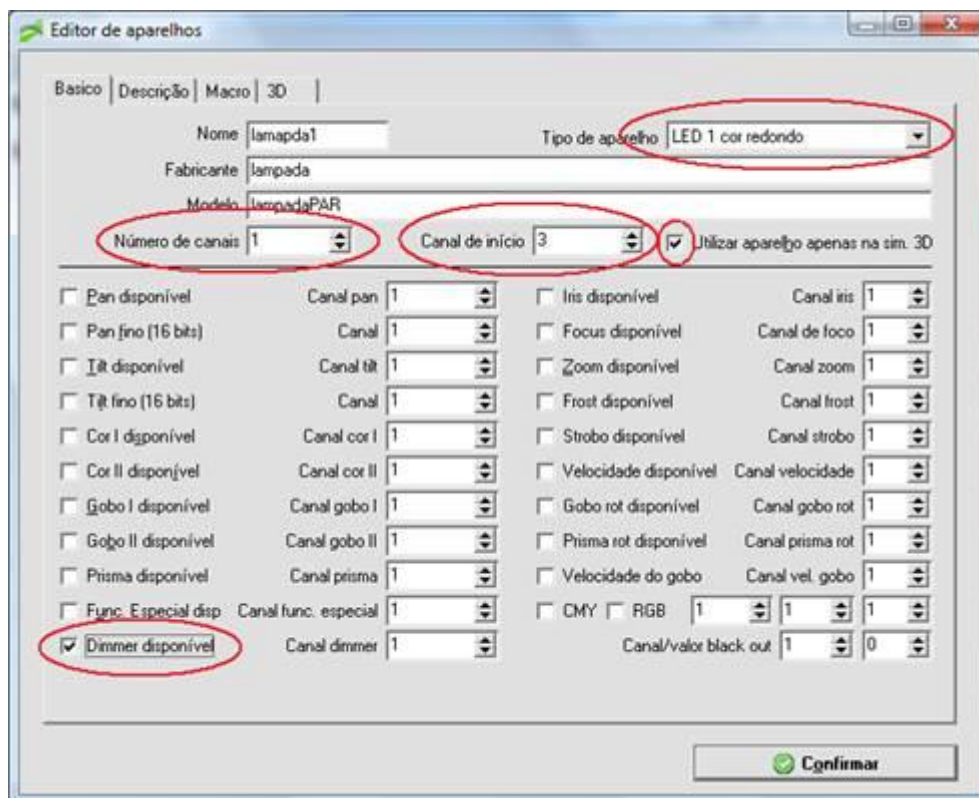 Editor de aparelhos
Basico Descrição Macro 3D
Nome lamapda1 Tipo de aparelho LED 1 cor redondo
Fabricante lampada
Modelo lampadaPAR
Número de canais 1 Canal de início 3 Utilizar aparelho apenas na sim. 3D
Pan disponível Canal pan 1 Iris disponível Canal iris 1
Pan fino (16 bits) Canal 1 Focus disponível Canal de foco 1
Tilt disponível Canal tilt 1 Zoom disponível Canal zoom 1
Tilt fino (16 bits) Canal 1 Frost disponível Canal frost 1
Cor I disponível Canal cor I 1 Strobo disponível Canal strobo 1
Cor II disponível Canal cor II 1 Velocidade disponível Canal velocidade 1
Gobo I disponível Canal gobo I 1 Gobo rot disponível Canal gobo rot 1
Gobo II disponível Canal gobo II 1 Prisma rot disponível Canal prisma rot 1
Prisma disponível Canal prisma 1 Velocidade do gobo Canal vel. gobo 1
Func. Especial disp Canal func. especial 1 CMY RGB 1 1 1
Dimmer disponível Canal dimmer 1 Canal/valor black out 1 0
Confirmar